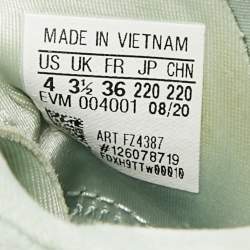 MADE IN VIETNAM
US UK FR JP CHN
4 3½ 36 220 220
EVM 004001 08/20
ART FZ4387
#126078719
FDXH9TTw00010